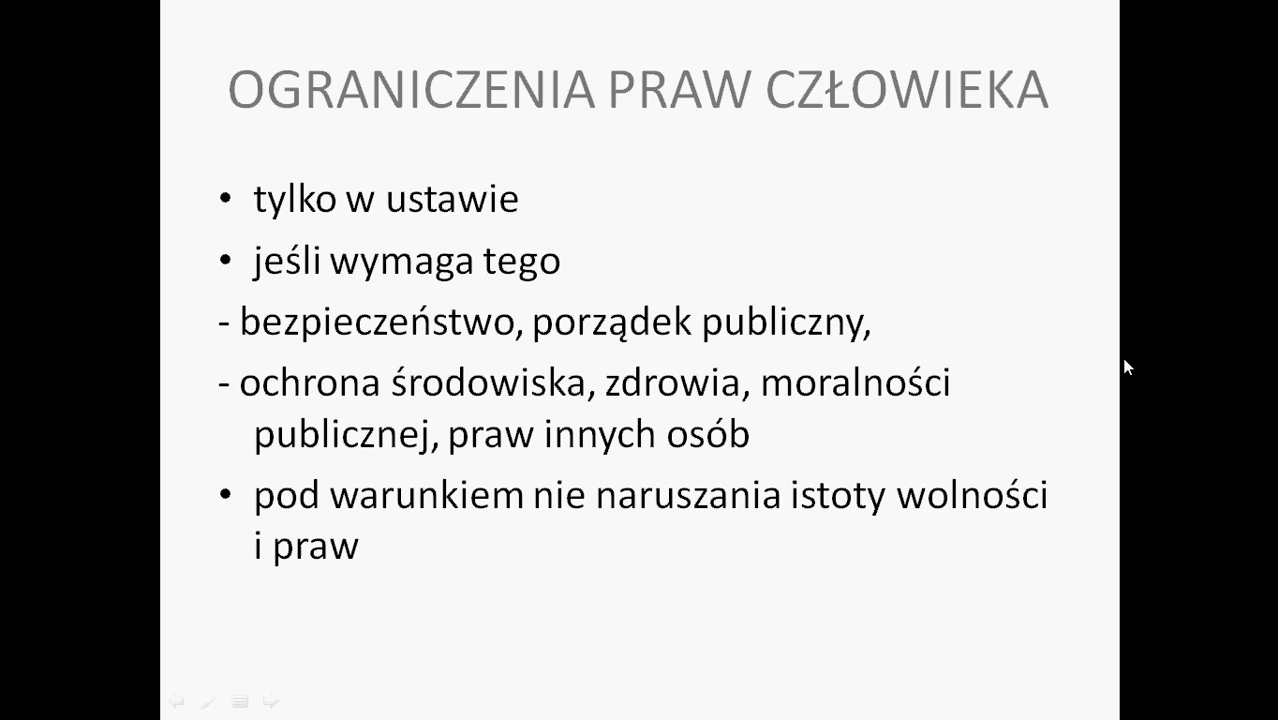 OGRANICZENIA PRAW CZŁOWIEKA
• tylko w ustawie
• jeśli wymaga tego
- bezpieczeństwo, porządek publiczny,
- ochrona środowiska, zdrowia, moralności
publicznej, praw innych osób
• pod warunkiem nie naruszania istoty wolności
i praw